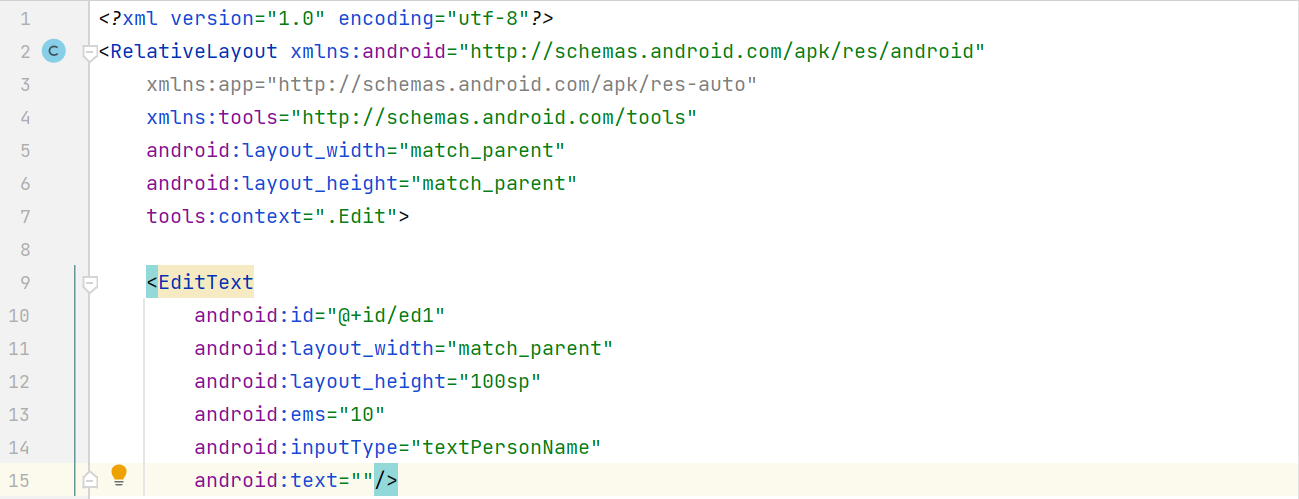 1 <?xml version="1.0" encoding="utf-8"?>
2 C <RelativeLayout xmlns:android="http://schemas.android.com/apk/res/android"
3 xmlns:app="http://schemas.android.com/apk/res-auto"
4 xmlns:tools="http://schemas.android.com/tools"
5 android:layout_width="match_parent"
6 android:layout_height="match_parent"
7 tools:context=".Edit">
8
9 <EditText
10 android:id="@+id/ed1"
11 android:layout_width="match_parent"
12 android:layout_height="100sp"
13 android:ems="10"
14 android:inputType="textPersonName"
15 android:text=""/>